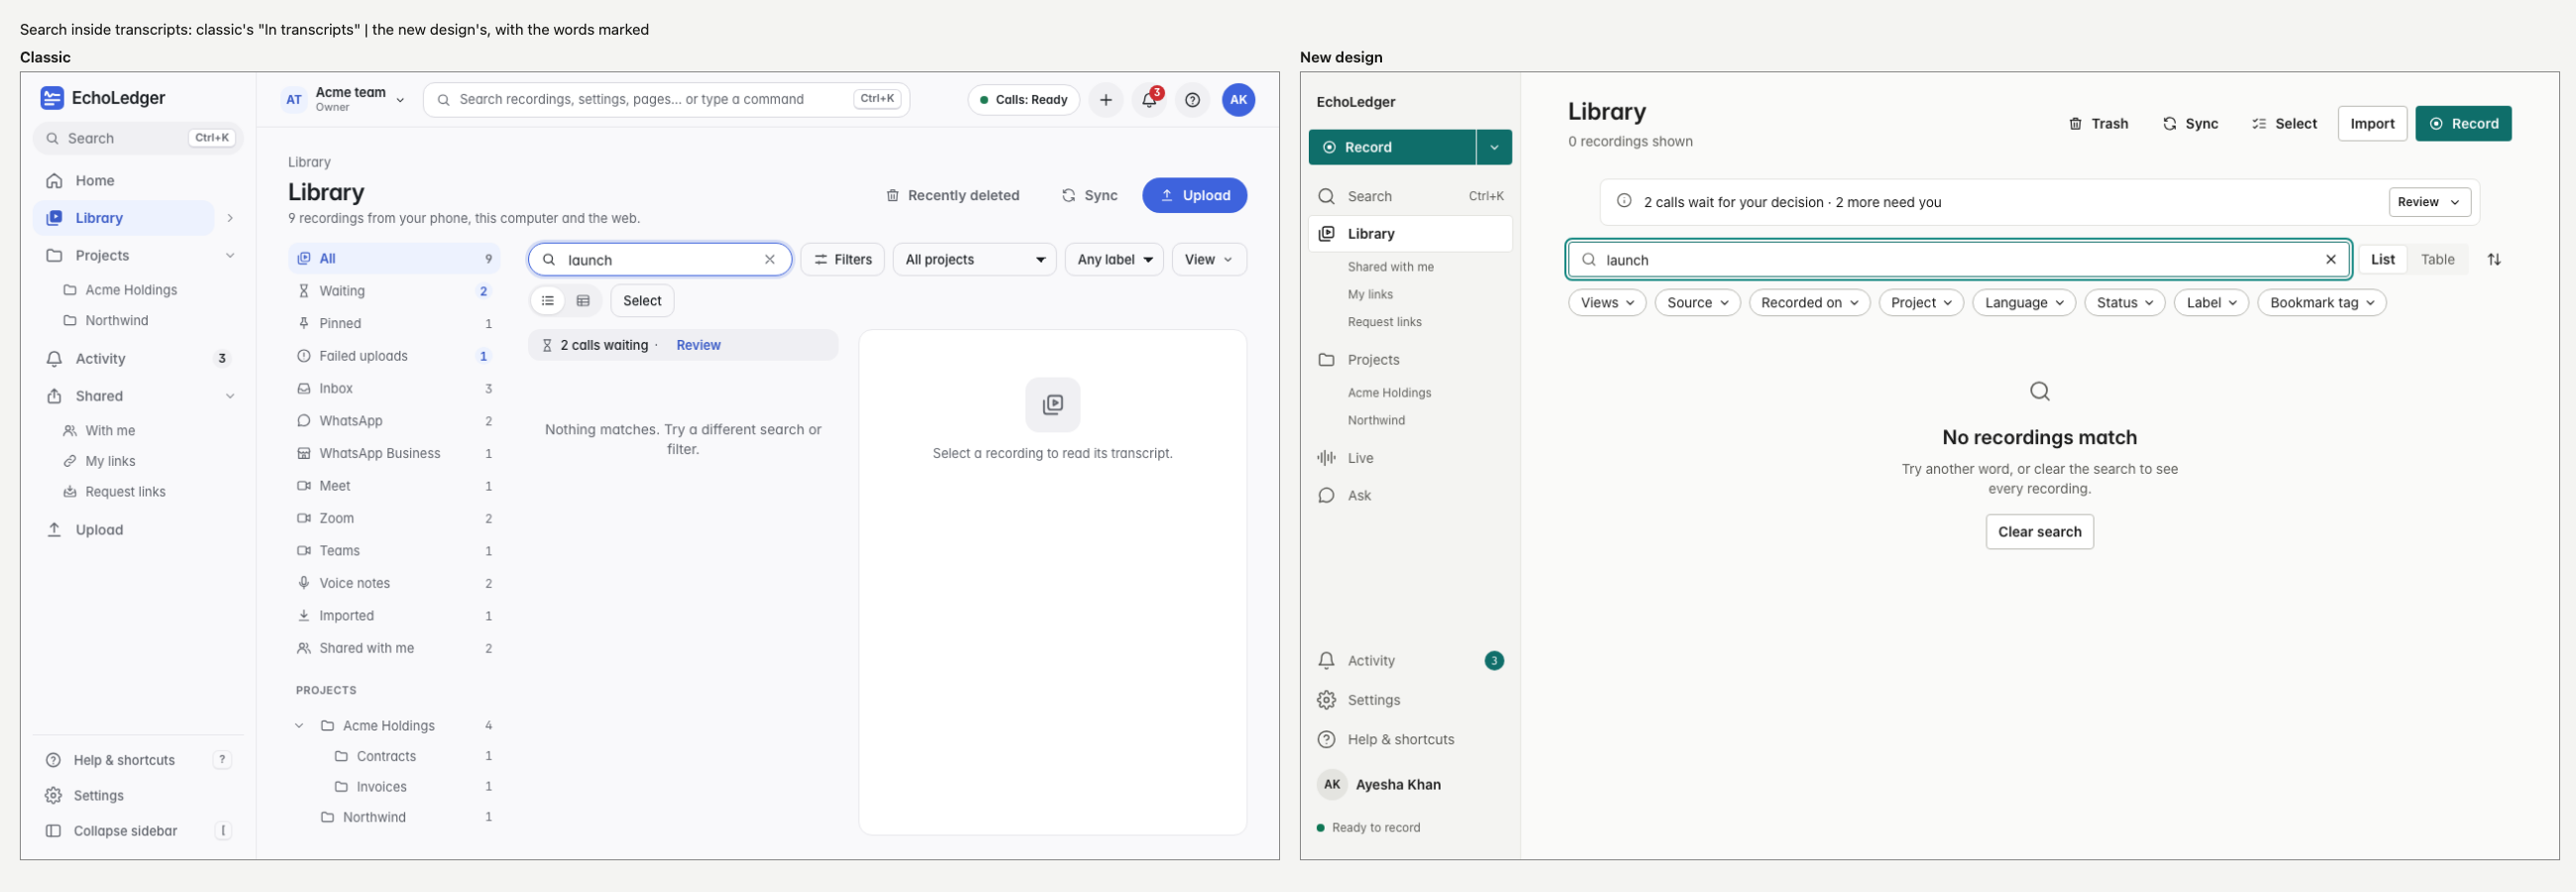 Search inside transcripts: classic's "In transcripts" | the new design's, with the words marked
Classic
EchoLedger
Search Ctrl+K
Home
Library
Projects
Acme Holdings
Northwind
Activity 3
Shared
With me
My links
Request links
Upload
Help & shortcuts ?
Settings
Collapse sidebar [
AT Acme team
Owner
Search recordings, settings, pages... or type a command Ctrl+K
Calls: Ready
3
AK
Library
Library
9 recordings from your phone, this computer and the web.
Recently deleted Sync Upload
All 9
Waiting 2
Pinned 1
Failed uploads 1
Inbox 3
WhatsApp 2
WhatsApp Business 1
Meet 1
Zoom 2
Teams 1
Voice notes 2
Imported 1
Shared with me 2
PROJECTS
Acme Holdings 4
Contracts 1
Invoices 1
Northwind 1
launch Filters All projects Any label View
Select
2 calls waiting · Review
Nothing matches. Try a different search or
filter.
Select a recording to read its transcript.
New design
EchoLedger
Record
Search Ctrl+K
Library
Shared with me
My links
Request links
Projects
Acme Holdings
Northwind
Live
Ask
Activity 3
Settings
Help & shortcuts
AK Ayesha Khan
Ready to record
Library
0 recordings shown
Trash Sync Select Import Record
2 calls wait for your decision · 2 more need you Review
launch List Table
Views Source Recorded on Project Language Status Label Bookmark tag
No recordings match
Try another word, or clear the search to see
every recording.
Clear search